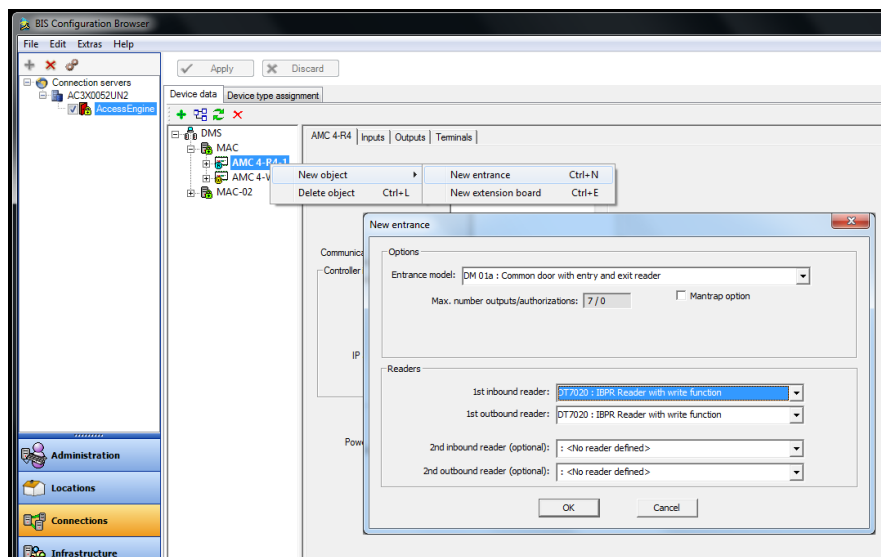 BIS Configuration Browser
File Edit Extras Help
Apply
Discard
Connection servers
AC3X0052UN2
AccessEngine
Device data
Device type assignment
DMS
MAC
AMC 4-R4-1
AMC 4-
MAC-02
AMC 4-R4
Inputs
Outputs
Terminals
New object
Delete object Ctrl+L
New entrance Ctrl+N
New extension board Ctrl+E
New entrance
Options
Entrance model: DM 01a : Common door with entry and exit reader
Max. number outputs/authorizations: 7 / 0
Mantrap option
Readers
1st inbound reader: DT7020 : IBPR Reader with write function
1st outbound reader: DT7020 : IBPR Reader with write function
2nd inbound reader (optional): : <No reader defined>
2nd outbound reader (optional): : <No reader defined>
OK
Cancel
Communica
Controller
IP
Administration
Locations
Connections
Infrastructure